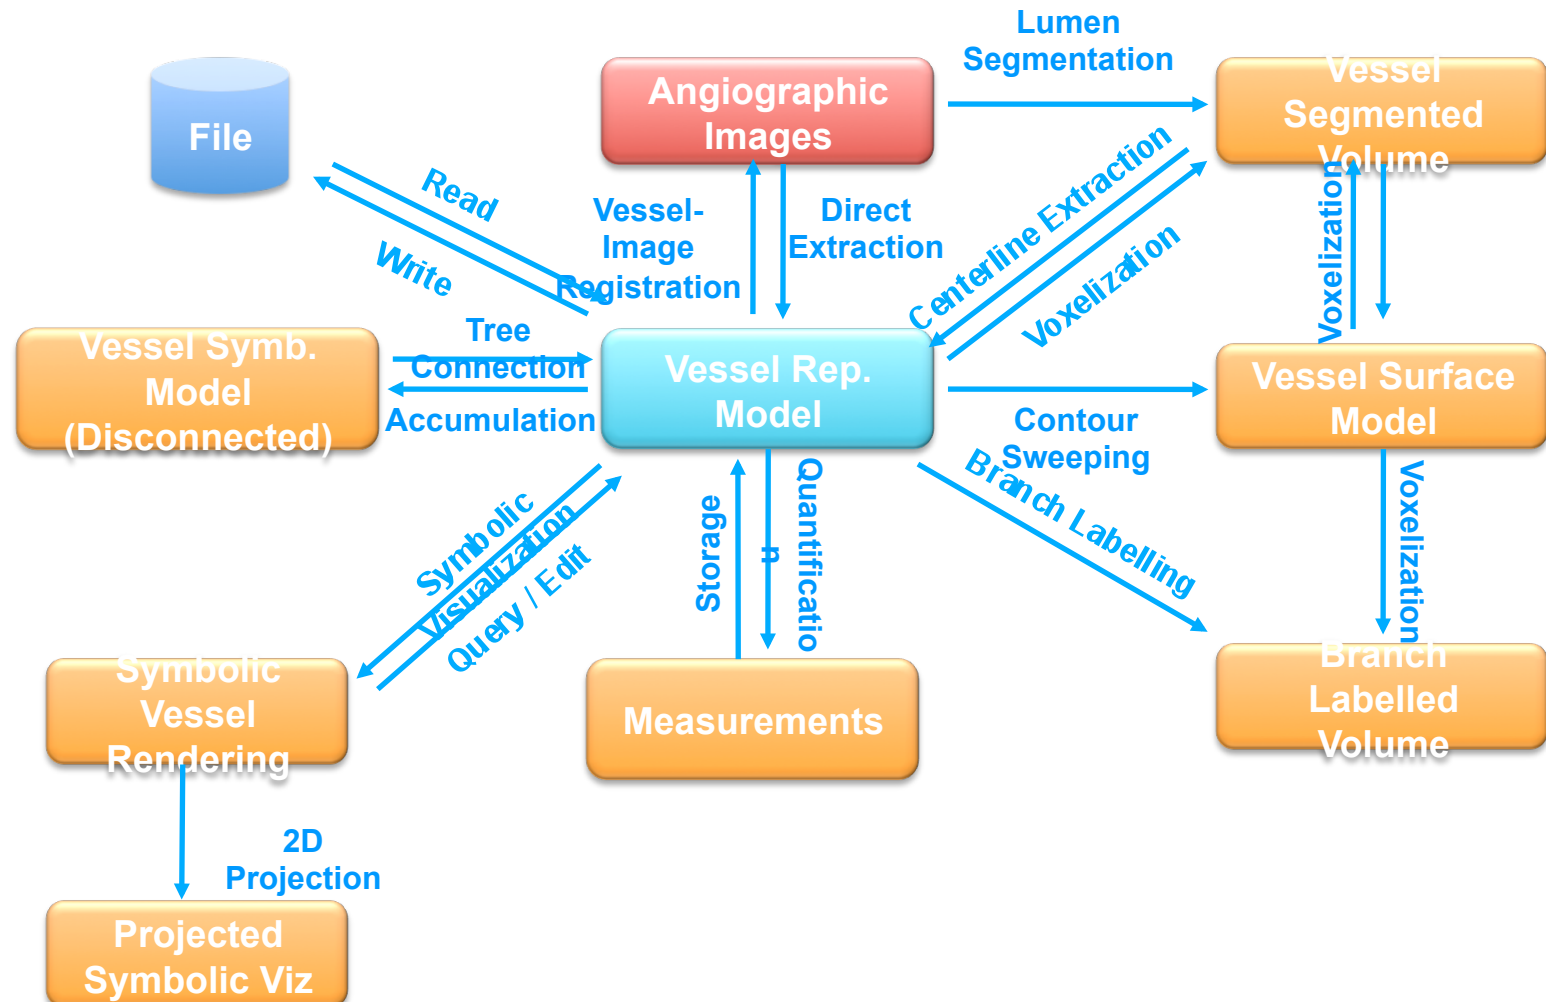 Lumen
Segmentation
File
Angiographic
Images
Vessel
Segmented
Volume
Read
Write
Vessel-
Image
Registration
Direct
Extraction
Centerline Extraction
Voxelization
Voxelization
Vessel Symb.
Model
(Disconnected)
Tree
Connection
Accumulation
Vessel Rep.
Model
Vessel Surface
Model
Contour
Sweeping
Branch Labelling
Symbolic
Visualization
Query / Edit
Storage
Quantificatio
n
Voxelization
Symbolic
Vessel
Rendering
Measurements
Branch
Labelled
Volume
2D
Projection
Projected
Symbolic Viz